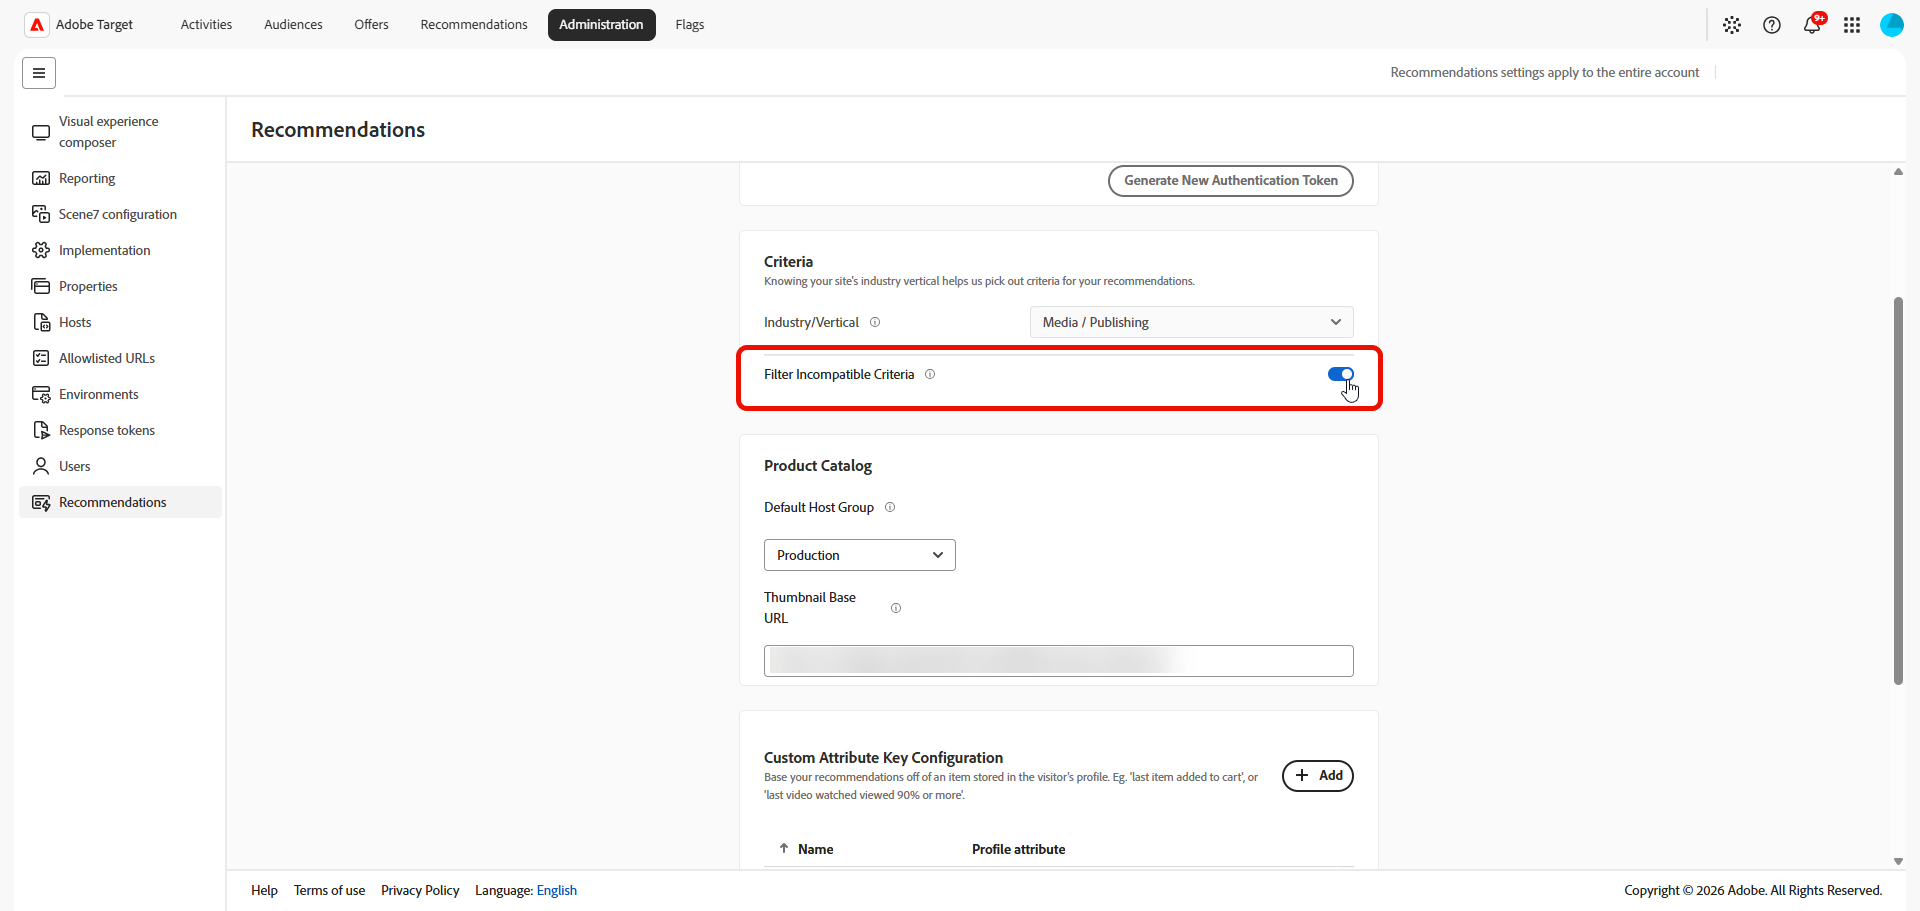 Adobe Target
Activities
Audiences
Offers
Recommendations
Administration
Flags
9+
Recommendations settings apply to the entire account
Visual experience
composer
Reporting
Scene7 configuration
Implementation
Properties
Hosts
Allowlisted URLs
Environments
Response tokens
Users
Recommendations
Recommendations
Generate New Authentication Token
Criteria
Knowing your site's industry vertical helps us pick out criteria for your recommendations.
Industry/Vertical
Media / Publishing
Filter Incompatible Criteria
Product Catalog
Default Host Group
Production
Thumbnail Base
URL
Custom Attribute Key Configuration
Base your recommendations off of an item stored in the visitor's profile. Eg. 'last item added to cart', or
'last video watched viewed 90% or more'.
Add
Name
Profile attribute
Help
Terms of use
Privacy Policy
Language: English
Copyright © 2026 Adobe. All Rights Reserved.